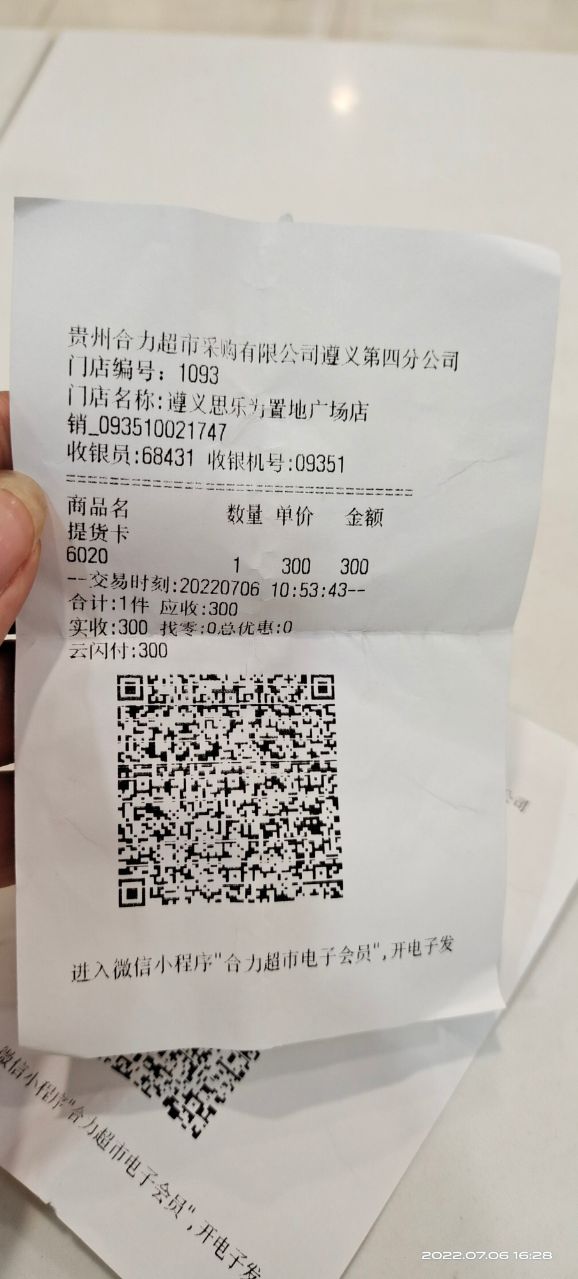 贵州合力超市采购有限公司遵义第四分公司
门店编号：1093
门店名称:遵义思乐为置地广场店
销_093510021747
收银员:68431 收银机号:09351
商品名 数量 单价 金额
提货卡
6020 1 300 300
--交易时刻:20220706 10:53:43--
合计:1件 应收:300
实收:300 找零:0总优惠:0
云闪付:300
进入微信小程序"合力超市电子会员",开电子发
公司
微信小程序"合力超市电子会员",开电子发
2022.07.06 16:28